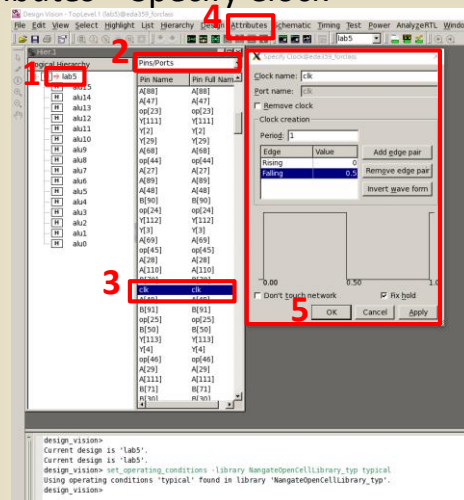 Attributes Specify Clock
Design Vision - TopLevel.1 (lab5)@eda359_forclass
4
File Edit View Select Highlight List Hierarchy Design Attributes Schematic Timing Test Power AnalyzeRTL Window
lab5
Hier.1
Logical Hierarchy
1
lab5
alu15
alu14
alu13
alu12
alu11
alu10
alu9
alu8
alu7
alu6
alu5
alu4
alu3
alu2
alu1
alu0
2
Pins/Ports
Pin Name Pin Full Nam
A[88] A[88]
A[47] A[47]
op[23] op[23]
Y[111] Y[111]
Y[2] Y[2]
Y[29] Y[29]
A[68] A[68]
op[44] op[44]
A[27] A[27]
A[89] A[89]
A[48] A[48]
B[90] B[90]
op[24] op[24]
Y[112] Y[112]
Y[3] Y[3]
A[69] A[69]
op[45] op[45]
A[28] A[28]
A[110] A[110]
B[70] B[70]
3
clk clk
B[91] B[91]
op[25] op[25]
B[50] B[50]
Y[113] Y[113]
Y[4] Y[4]
op[46] op[46]
A[29] A[29]
A[111] A[111]
B[71] B[71]
B[30] B[30]
Specify Clock@eda359_forclass
Clock name: clk
Port name: clk
Remove clock
Clock creation
Period: 1
Edge Value
Rising 0
Falling 0.5
Add edge pair
Remove edge pair
Invert wave form
0.00 0.50 1.0
Don't touch network
Fix hold
5
OK Cancel Apply
design_vision>
Current design is 'lab5'.
Current design is 'lab5'.
design_vision> set_operating_conditions -library NangateOpenCellLibrary_typ typical
Using operating conditions 'typical' found in library 'NangateOpenCellLibrary_typ'.
design_vision>